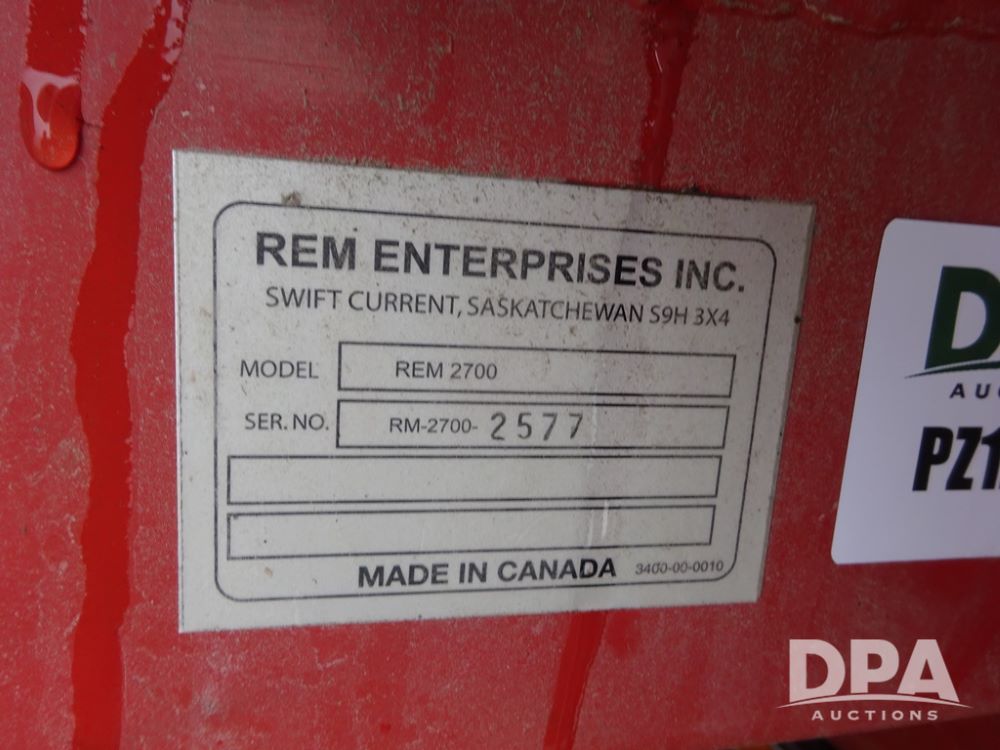 REM ENTERPRISES INC.
SWIFT CURRENT, SASKATCHEWAN S9H 3X4
MODEL REM 2700
SER. NO. RM-2700- 2577
MADE IN CANADA 3400-00-0010
DPA
AUCTIONS